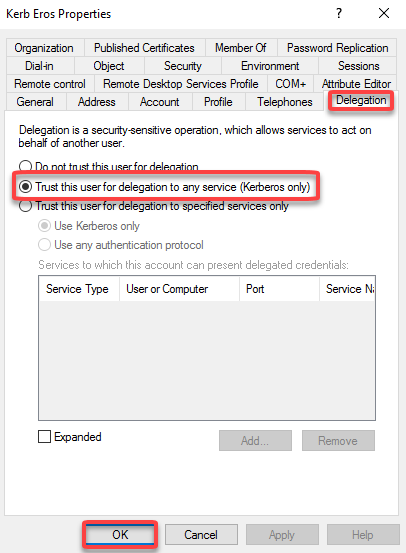 Kerb Eros Properties
Organization Published Certificates Member Of Password Replication
Dial-in Object Security Environment Sessions
Remote control Remote Desktop Services Profile COM+ Attribute Editor
General Address Account Profile Telephones Delegation
Delegation is a security-sensitive operation, which allows services to act on
behalf of another user.
Do not trust this user for delegation
Trust this user for delegation to any service (Kerberos only)
Trust this user for delegation to specified services only
Use Kerberos only
Use any authentication protocol
Services to which this account can present delegated credentials:
Service Type User or Computer Port Service Na
Expanded Add... Remove
OK Cancel Apply Help